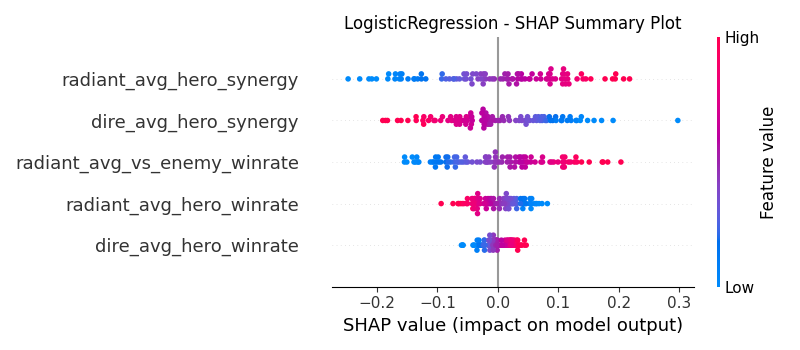 LogisticRegression - SHAP Summary Plot
High
radiant_avg_hero_synergy
dire_avg_hero_synergy
radiant_avg_vs_enemy_winrate
radiant_avg_hero_winrate
dire_avg_hero_winrate
Feature value
Low
−0.2 −0.1 0.0 0.1 0.2 0.3
SHAP value (impact on model output)